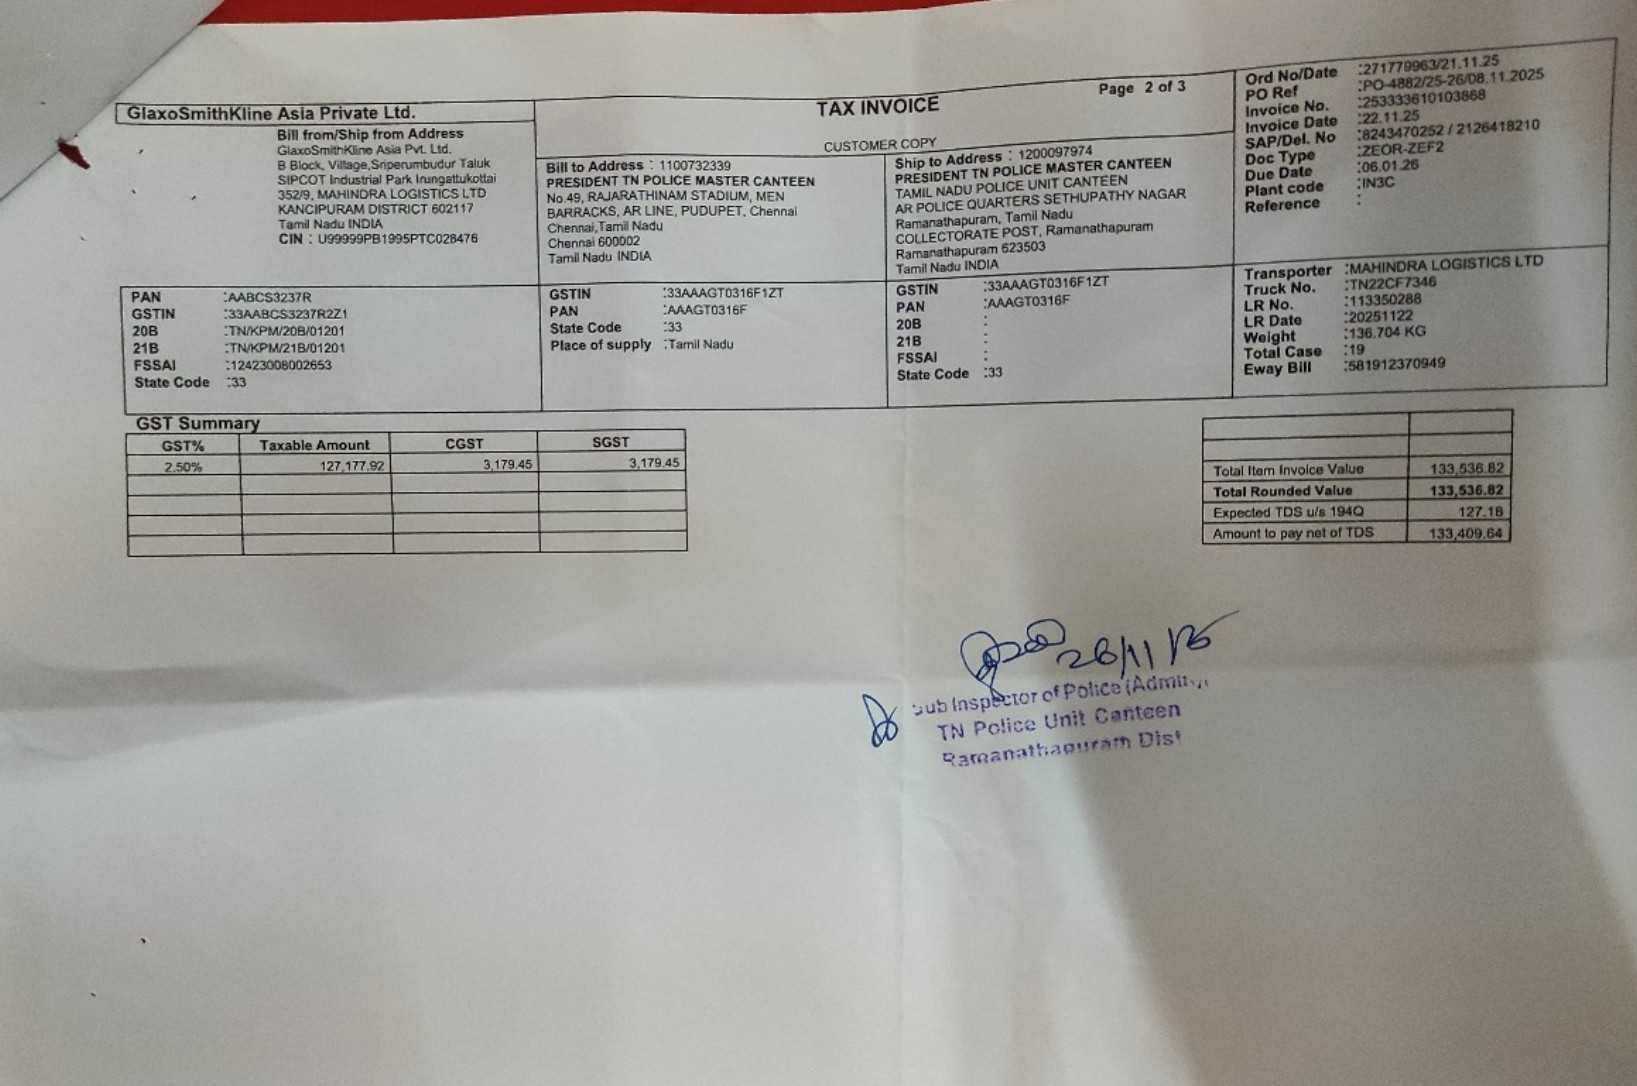 GlaxoSmithKline Asia Private Ltd.
Bill from/Ship from Address
GlaxoSmithKline Asia Pvt. Ltd.
B Block, Village,Sriperumbudur Taluk
SIPCOT Industrial Park Irungattukottai
352/9, MAHINDRA LOGISTICS LTD
KANCIPURAM DISTRICT 602117
Tamil Nadu INDIA
CIN : U99999PB1995PTC028476
TAX INVOICE
Page 2 of 3
CUSTOMER COPY
Bill to Address : 1100732339
PRESIDENT TN POLICE MASTER CANTEEN
No.49, RAJARATHINAM STADIUM, MEN
BARRACKS, AR LINE, PUDUPET, Chennai
Chennai,Tamil Nadu
Chennai 600002
Tamil Nadu INDIA
Ship to Address : 1200097974
PRESIDENT TN POLICE MASTER CANTEEN
TAMIL NADU POLICE UNIT CANTEEN
AR POLICE QUARTERS SETHUPATHY NAGAR
Ramanathapuram, Tamil Nadu
COLLECTORATE POST, Ramanathapuram
Ramanathapuram 623503
Tamil Nadu INDIA
Ord No/Date :271779963/21.11.25
PO Ref :PO-4882/25-26/08.11.2025
Invoice No. :253333610103868
Invoice Date :22.11.25
SAP/Del. No :8243470252 / 2126418210
Doc Type :ZEOR-ZEF2
Due Date :06.01.26
Plant code :IN3C
Reference :
PAN :AABCS3237R
GSTIN :33AABCS3237R2Z1
20B :TN/KPM/20B/01201
21B :TN/KPM/21B/01201
FSSAI :12423008002653
State Code :33
GSTIN :33AAAGT0316F1ZT
PAN :AAAGT0316F
State Code :33
Place of supply :Tamil Nadu
GSTIN :33AAAGT0316F1ZT
PAN :AAAGT0316F
20B :
21B :
FSSAI :
State Code :33
Transporter :MAHINDRA LOGISTICS LTD
Truck No. :TN22CF7346
LR No. :113350288
LR Date :20251122
Weight :136.704 KG
Total Case :19
Eway Bill :581912370949
GST Summary
GST% Taxable Amount CGST SGST
2.50% 127,177.92 3,179.45 3,179.45
Total Item Invoice Value 133,536.82
Total Rounded Value 133,536.82
Expected TDS u/s 194Q 127.18
Amount to pay net of TDS 133,409.64
26/11/25
Sub Inspector of Police (Admin),
TN Police Unit Canteen
Ramanathapuram Dist